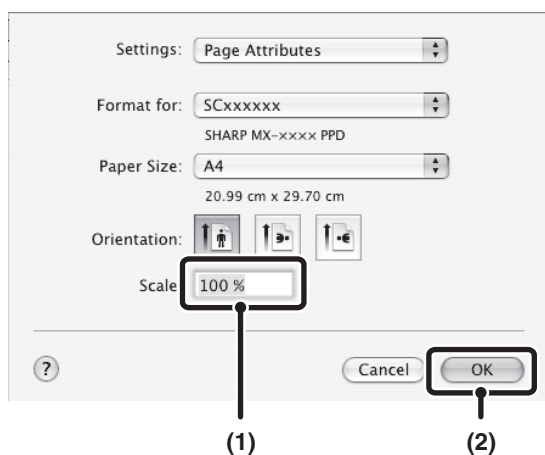 Settings: Page Attributes
Format for: SCxxxxxx
SHARP MX-×××× PPD
Paper Size: A4
20.99 cm x 29.70 cm
Orientation:
Scale 100 %
? Cancel OK
(1) (2)